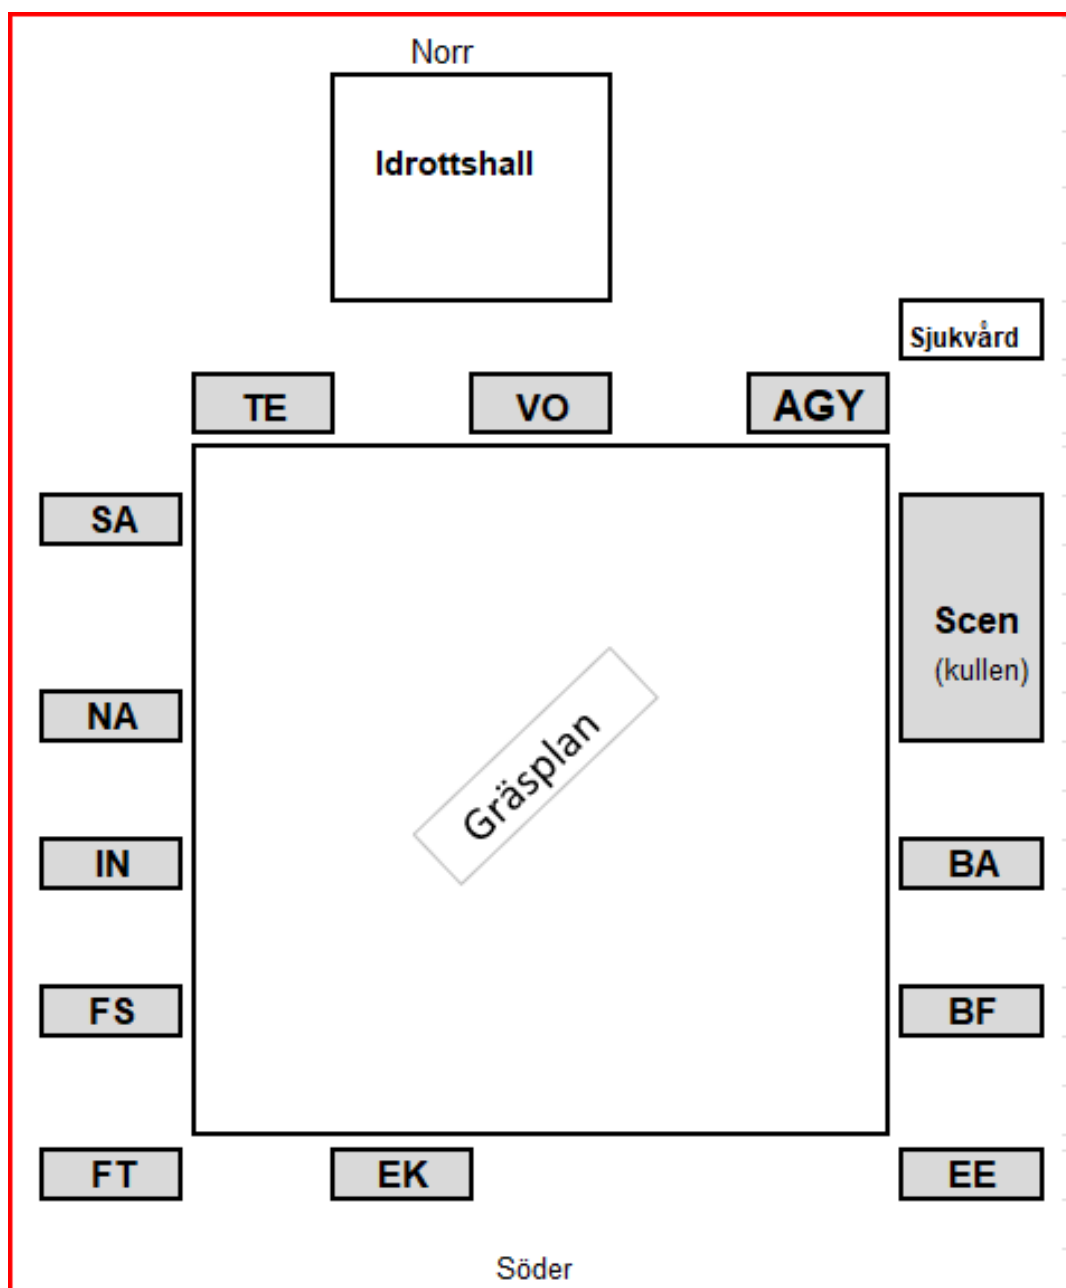 Norr
Idrottshall
Sjukvård
TE
VO
AGY
SA
Scen
(kullen)
NA
Gräsplan
IN
BA
FS
BF
FT
EK
EE
Söder